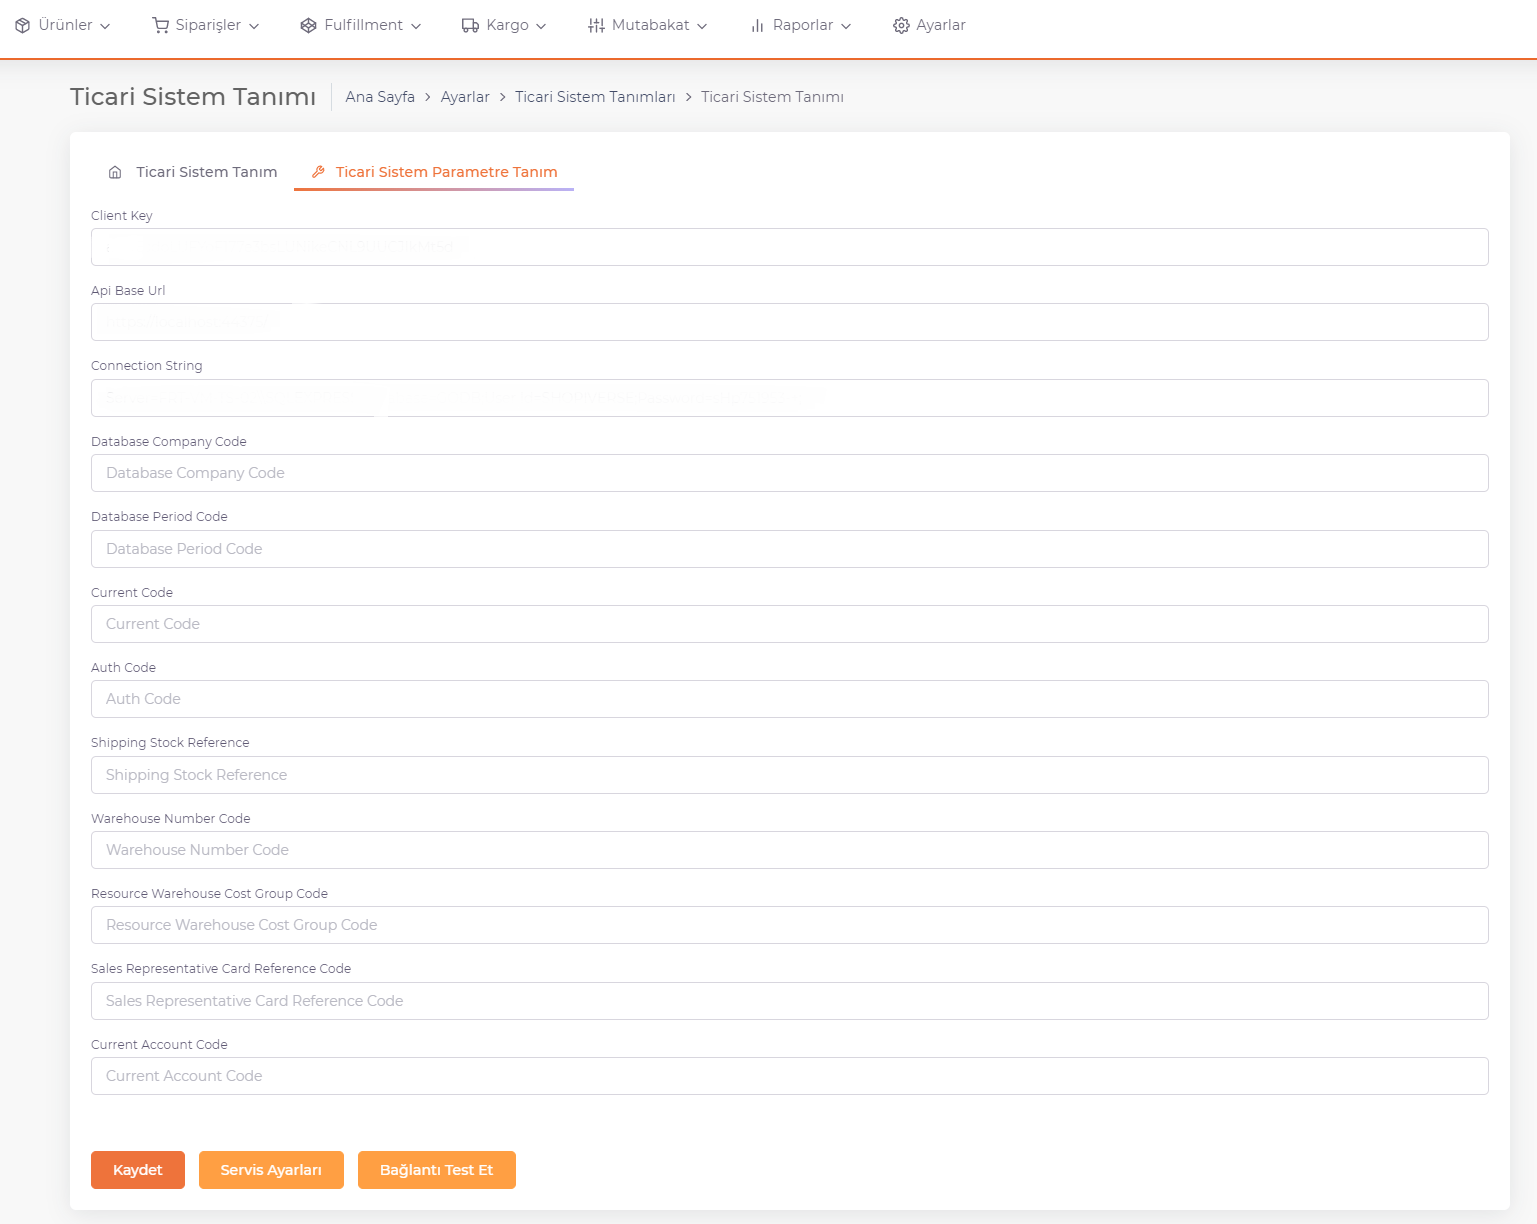 Ürünler Siparişler Fulfillment Kargo Mutabakat Raporlar Ayarlar
Ticari Sistem Tanımı Ana Sayfa > Ayarlar > Ticari Sistem Tanımları > Ticari Sistem Tanımı
Ticari Sistem Tanım Ticari Sistem Parametre Tanım
Client Key
Api Base Url
Connection String
Database Company Code
Database Company Code
Database Period Code
Database Period Code
Current Code
Current Code
Auth Code
Auth Code
Shipping Stock Reference
Shipping Stock Reference
Warehouse Number Code
Warehouse Number Code
Resource Warehouse Cost Group Code
Resource Warehouse Cost Group Code
Sales Representative Card Reference Code
Sales Representative Card Reference Code
Current Account Code
Current Account Code
Kaydet Servis Ayarları Bağlantı Test Et